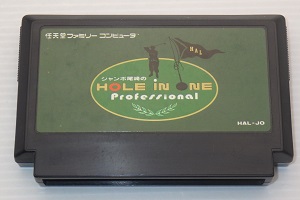 任天堂ファミリーコンピュータ
HAL
ジャンボ尾崎の
HOLE IN ONE
Professional
HAL-JO